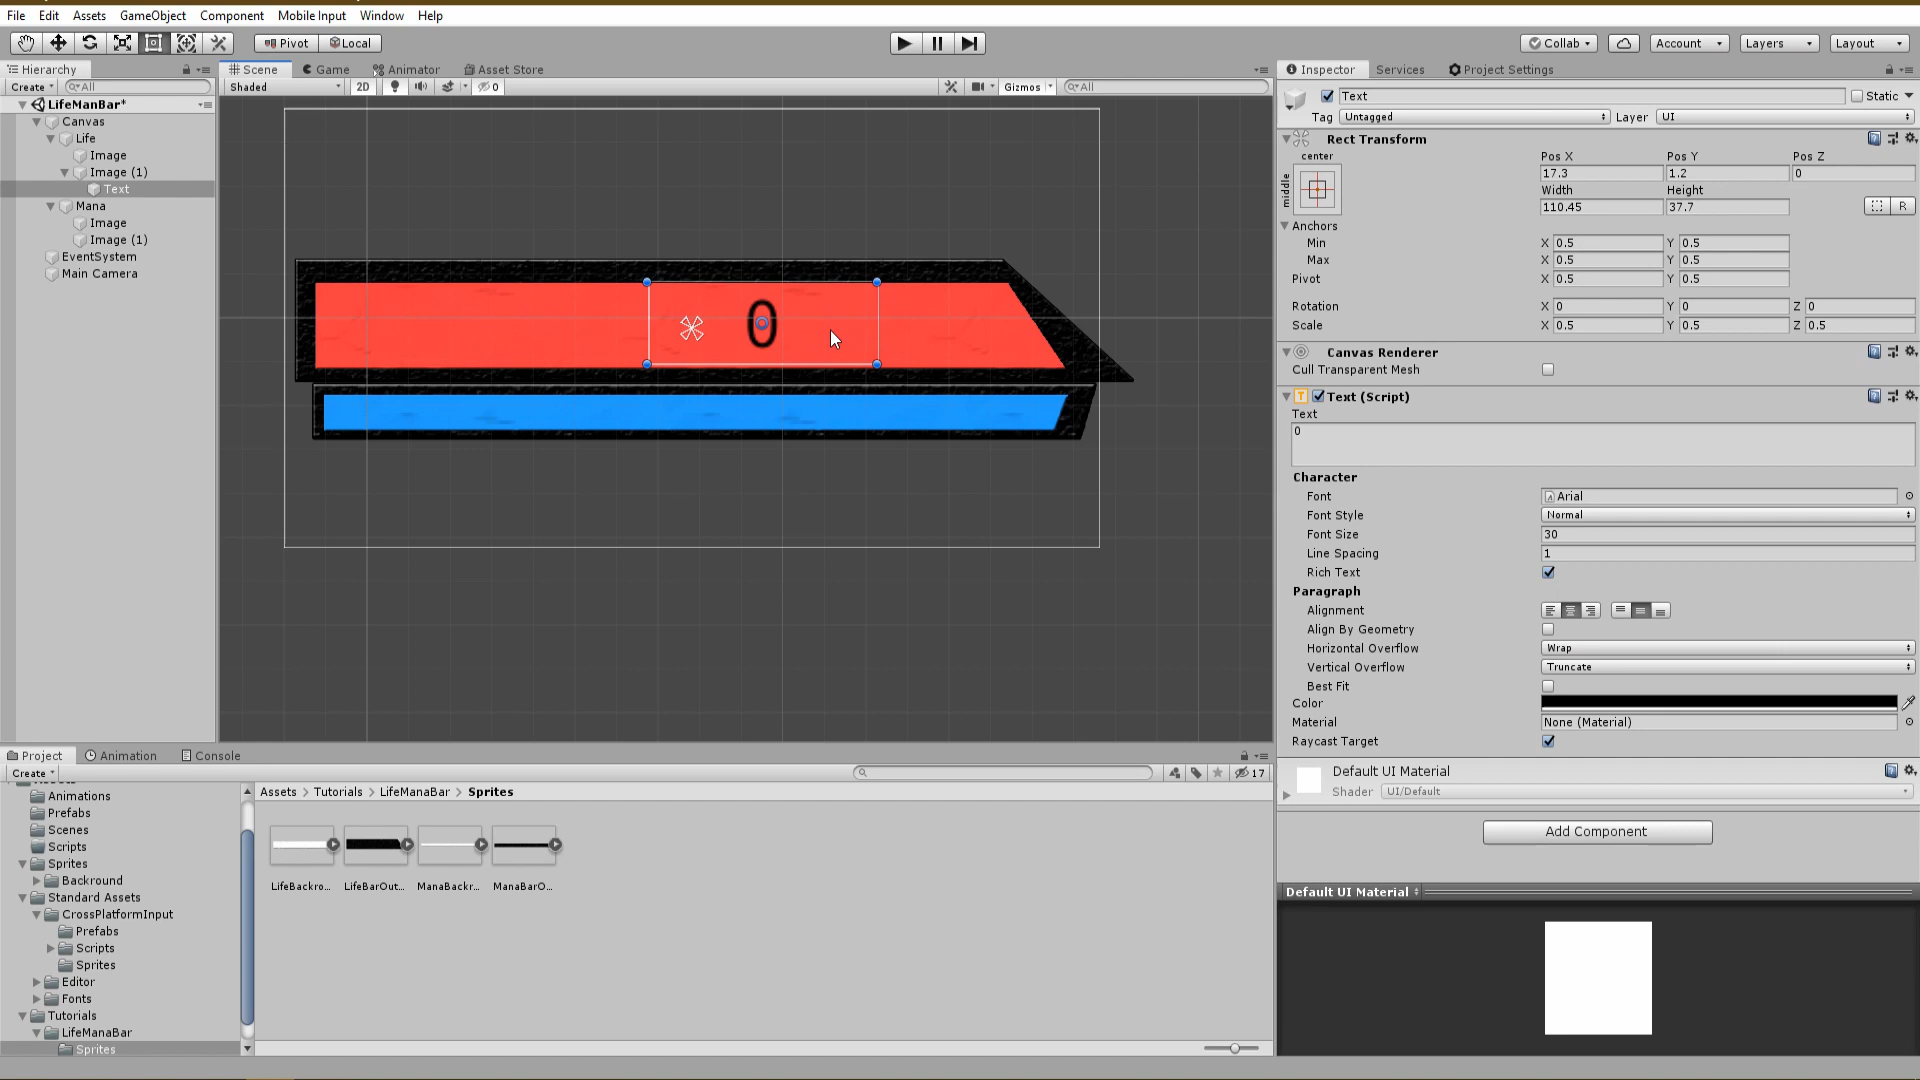 File Edit Assets GameObject Component Mobile Input Window Help
Pivot Local Collab Account Layers Layout
Hierarchy
Create All
LifeManBar*
Canvas
Life
Image
Image (1)
Text
Mana
Image
Image (1)
EventSystem
Main Camera
Scene Game Animator Asset Store
Shaded 2D 0 Gizmos All
0
Inspector Services Project Settings
Text Static
Tag Untagged Layer UI
Rect Transform
center
middle
Pos X Pos Y Pos Z
17.3 1.2 0
Width Height
110.45 37.7 R
Anchors
Min X 0.5 Y 0.5
Max X 0.5 Y 0.5
Pivot X 0.5 Y 0.5
Rotation X 0 Y 0 Z 0
Scale X 0.5 Y 0.5 Z 0.5
Canvas Renderer
Cull Transparent Mesh
Text (Script)
Text
0
Character
Font Arial
Font Style Normal
Font Size 30
Line Spacing 1
Rich Text
Paragraph
Alignment
Align By Geometry
Horizontal Overflow Wrap
Vertical Overflow Truncate
Best Fit
Color
Material None (Material)
Raycast Target
Default UI Material
Shader UI/Default
Add Component
Default UI Material
Project Animation Console
Create 17
Animations
Prefabs
Scenes
Scripts
Sprites
Backround
Standard Assets
CrossPlatformInput
Prefabs
Scripts
Sprites
Editor
Fonts
Tutorials
LifeManaBar
Sprites
Assets > Tutorials > LifeManaBar > Sprites
LifeBackro... LifeBarOut... ManaBackr... ManaBarO...